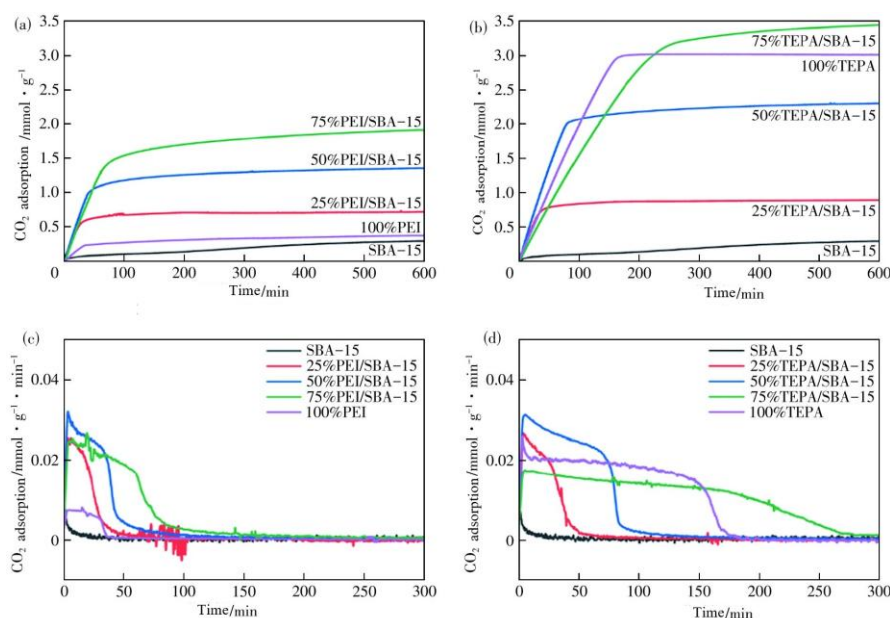 (a)
3.5
3.0
2.5
2.0
1.5
1.0
0.5
CO₂ adsorption /mmol · g⁻¹
75%PEI/SBA-15
50%PEI/SBA-15
25%PEI/SBA-15
100%PEI
SBA-15
0 100 200 300 400 500 600
Time/min
(b)
3.5
3.0
2.5
2.0
1.5
1.0
0.5
CO₂ adsorption/mmol · g⁻¹
75%TEPA/SBA-15
100%TEPA
50%TEPA/SBA-15
25%TEPA/SBA-15
SBA-15
0 100 200 300 400 500 600
Time/min
(c)
0.04
0.02
0
CO₂ adsorption/mmol · g⁻¹ · min⁻¹
SBA-15
25%PEI/SBA-15
50%PEI/SBA-15
75%PEI/SBA-15
100%PEI
0 50 100 150 200 250 300
Time/min
(d)
0.04
0.02
0
CO₂ adsorption/mmol · g⁻¹ · min⁻¹
SBA-15
25%TEPA/SBA-15
50%TEPA/SBA-15
75%TEPA/SBA-15
100%TEPA
0 50 100 150 200 250 300
Time/min